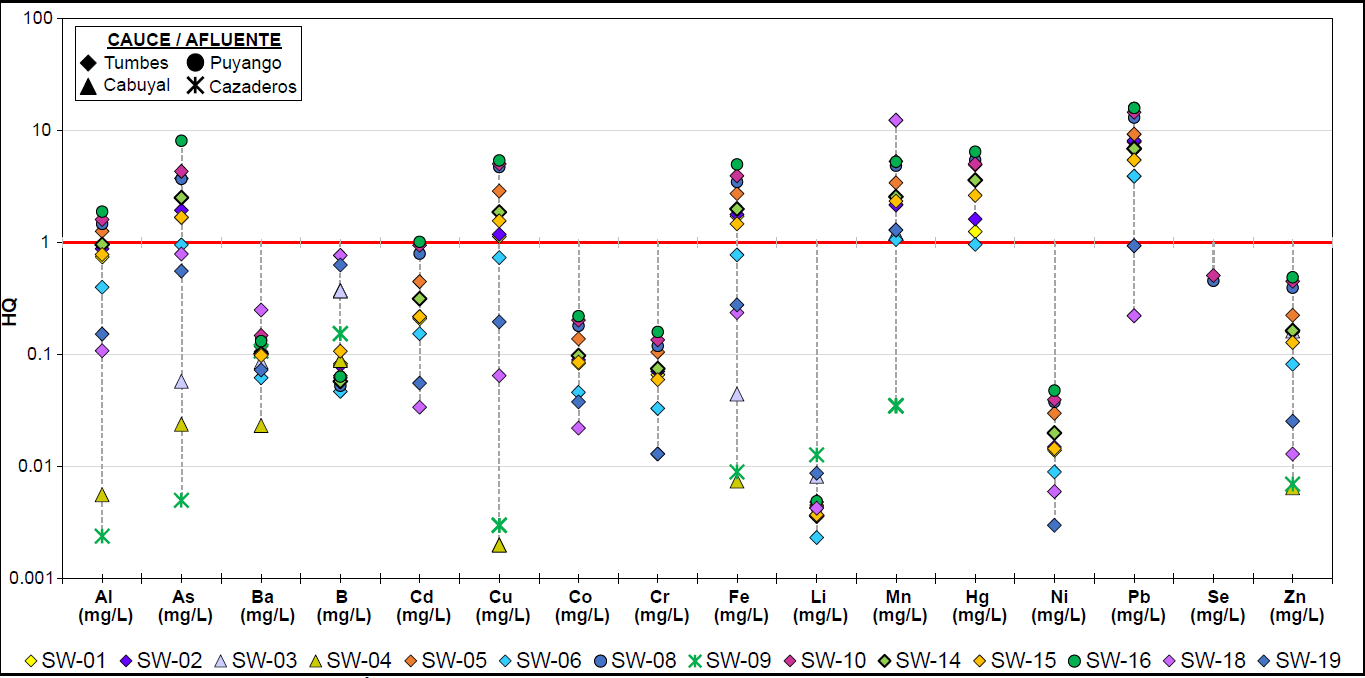 100
10
1
0.1
0.01
0.001
HQ
CAUCE / AFLUENTE
Tumbes Puyango
Cabuyal Cazaderos
Al As Ba B Cd Cu Co Cr Fe Li Mn Hg Ni Pb Se Zn
(mg/L) (mg/L) (mg/L) (mg/L) (mg/L) (mg/L) (mg/L) (mg/L) (mg/L) (mg/L) (mg/L) (mg/L) (mg/L) (mg/L) (mg/L) (mg/L)
SW-01 SW-02 SW-03 SW-04 SW-05 SW-06 SW-08 SW-09 SW-10 SW-14 SW-15 SW-16 SW-18 SW-19